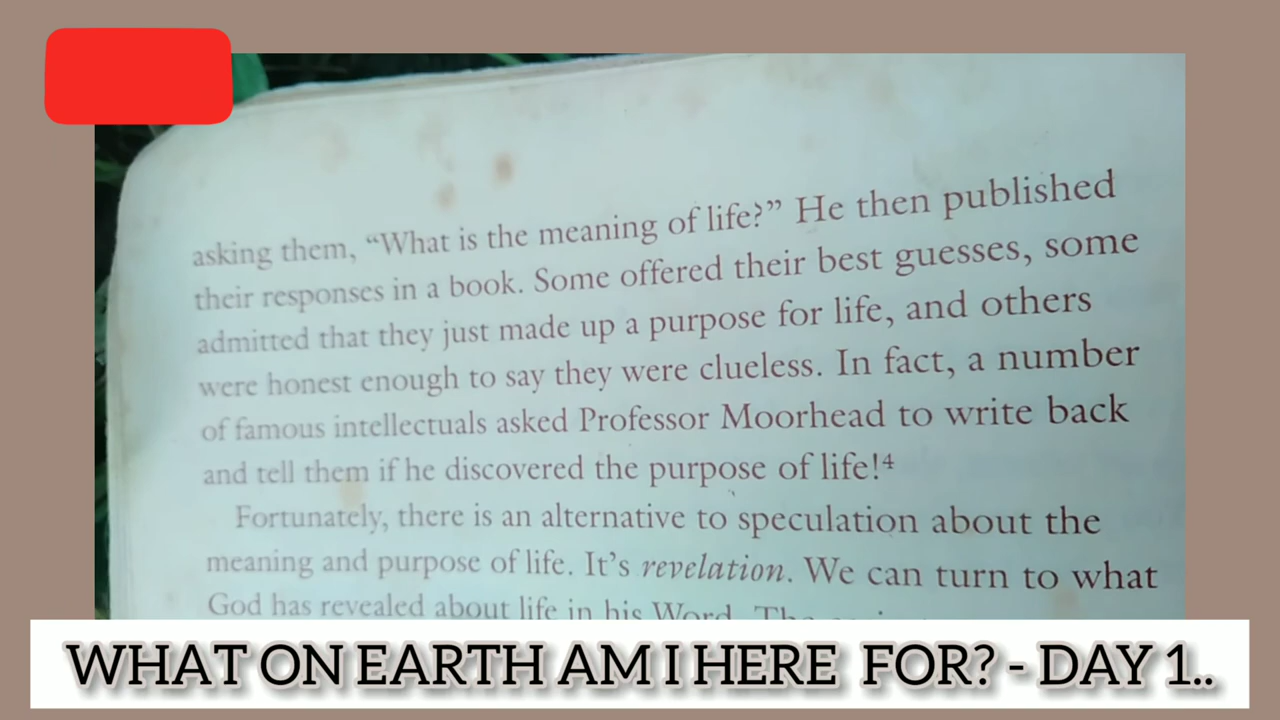 asking them, “What is the meaning of life?” He then published
their responses in a book. Some offered their best guesses, some
admitted that they just made up a purpose for life, and others
were honest enough to say they were clueless. In fact, a number
of famous intellectuals asked Professor Moorhead to write back
and tell them if he discovered the purpose of life!⁴
Fortunately, there is an alternative to speculation about the
meaning and purpose of life. It’s revelation. We can turn to what
God has revealed about life in his Word.
WHAT ON EARTH AM I HERE FOR? - DAY 1..